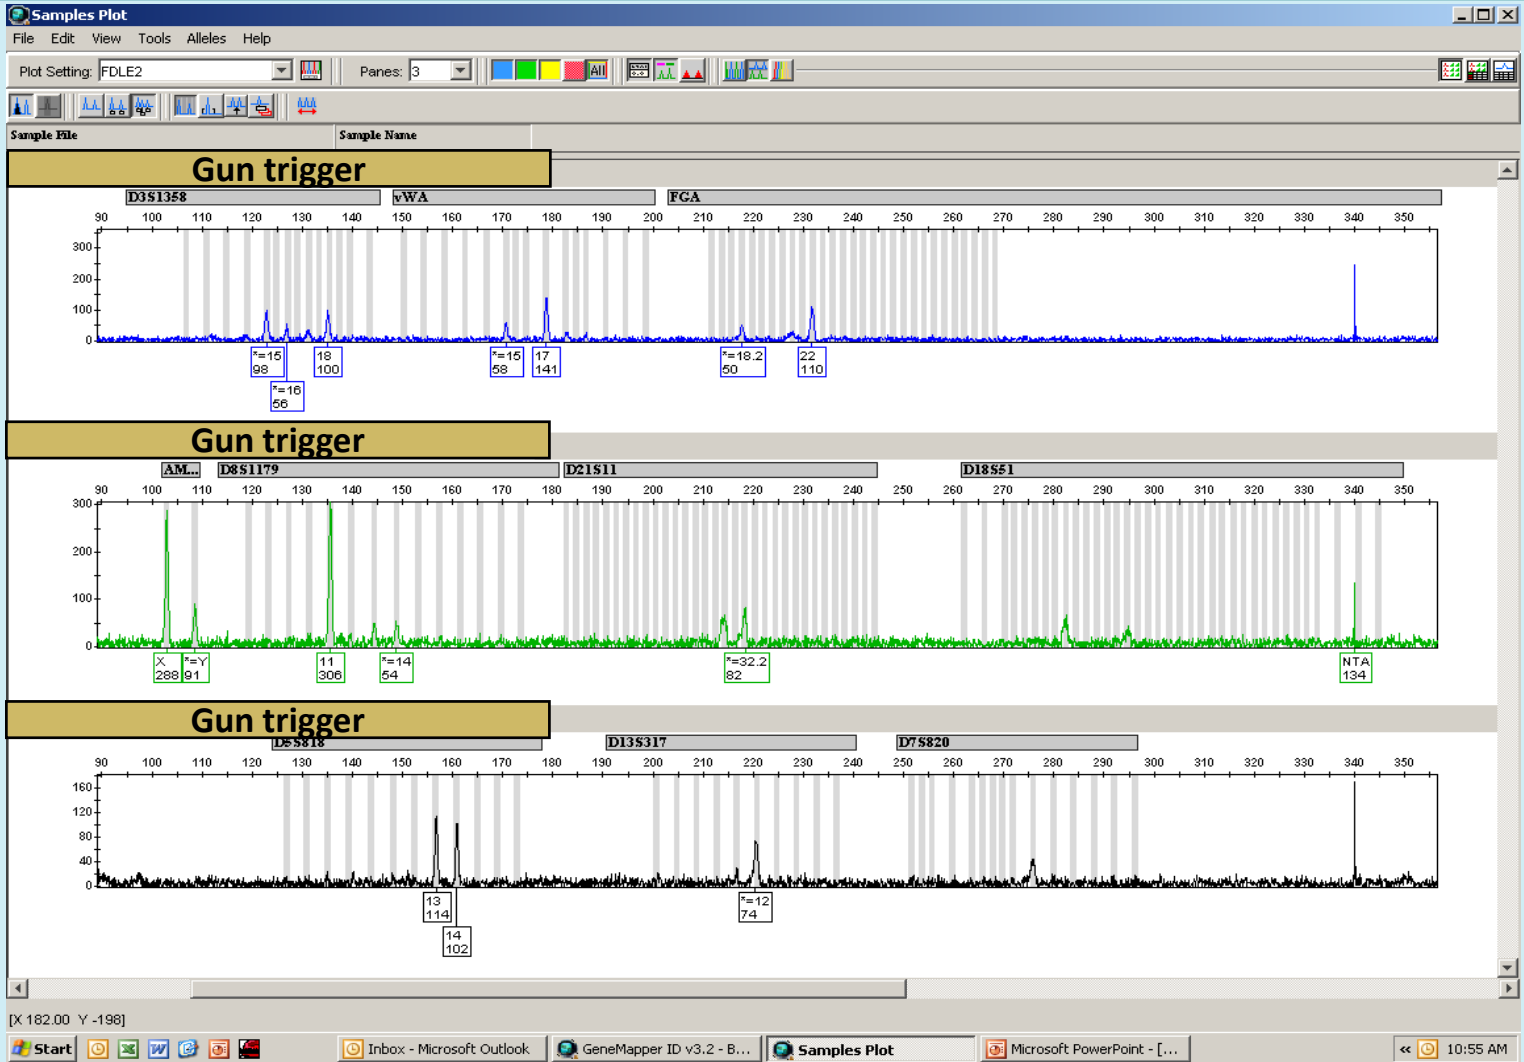 Samples Plot
File Edit View Tools Alleles Help
Plot Setting: FDLE2 Panes: 3 All
Sample File Sample Name
Gun trigger
D3S1358 vWA FGA
90 100 110 120 130 140 150 160 170 180 190 200 210 220 230 240 250 260 270 280 290 300 310 320 330 340 350
300
200
100
0
*=15 18 *=15 17 *=18.2 22
98 100 58 141 50 110
*=16
56
Gun trigger
AM... D8S1179 D21S11 D18S51
90 100 110 120 130 140 150 160 170 180 190 200 210 220 230 240 250 260 270 280 290 300 310 320 330 340 350
300
200
100
0
X *=Y 11 *=14 *=32.2 NTA
288 91 306 54 82 134
Gun trigger
D5S818 D13S317 D7S820
90 100 110 120 130 140 150 160 170 180 190 200 210 220 230 240 250 260 270 280 290 300 310 320 330 340 350
160
120
80
40
0
13 *=12
114 74
14
102
[X 182.00 Y -198]
Start Inbox - Microsoft Outlook GeneMapper ID v3.2 - B... Samples Plot Microsoft PowerPoint - [... « 10:55 AM